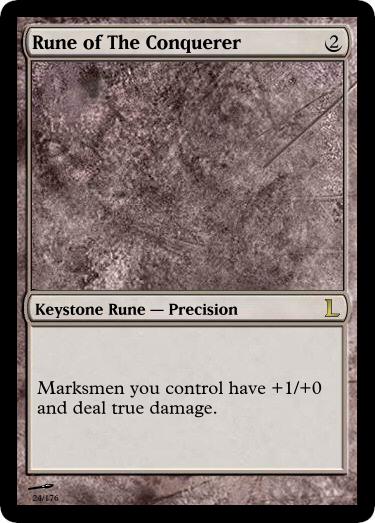 Rune of The Conquerer 2
Keystone Rune — Precision L
Marksmen you control have +1/+0
and deal true damage.
24/176